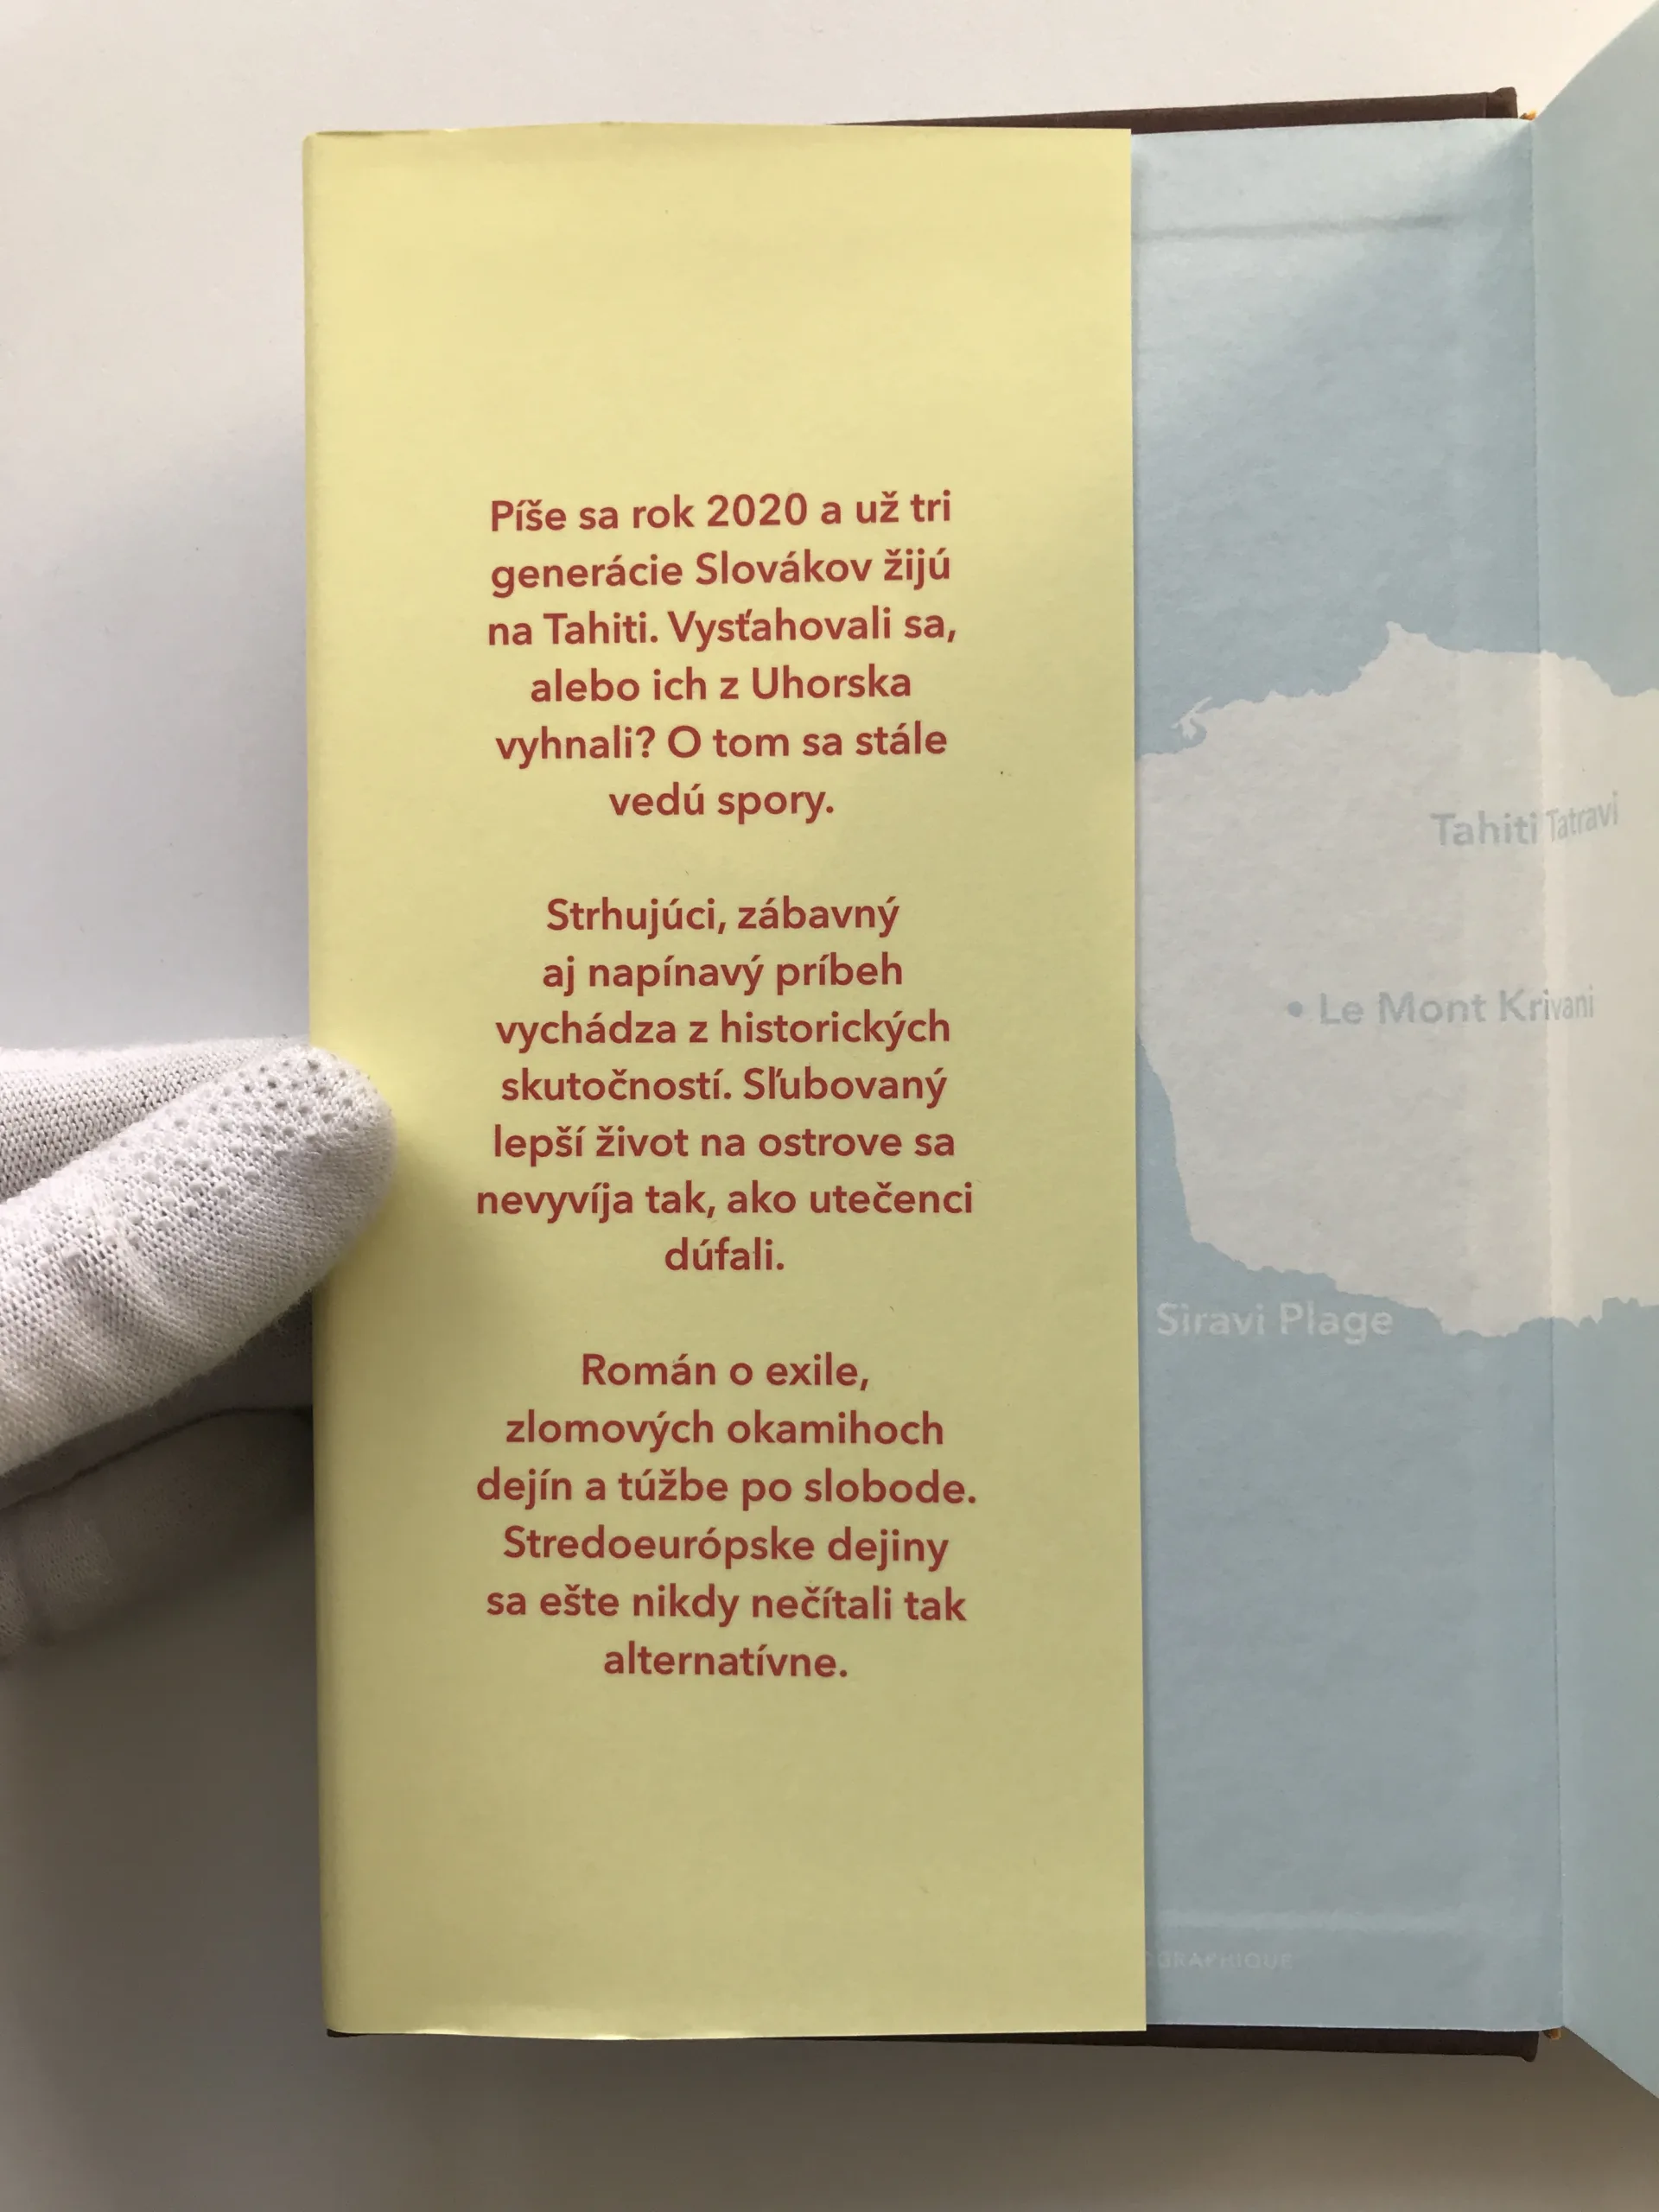 Píše sa rok 2020 a už tri
generácie Slovákov žijú
na Tahiti. Vysťahovali sa,
alebo ich z Uhorska
vyhnali? O tom sa stále
vedú spory.
Strhujúci, zábavný
aj napínavý príbeh
vychádza z historických
skutočností. Sľubovaný
lepší život na ostrove sa
nevyvíja tak, ako utečenci
dúfali.
Román o exile,
zlomových okamihoch
dejín a túžbe po slobode.
Stredoeurópske dejiny
sa ešte nikdy nečítali tak
alternatívne.
Tahiti Tatravi
• Le Mont Krivani
Siravi Plage